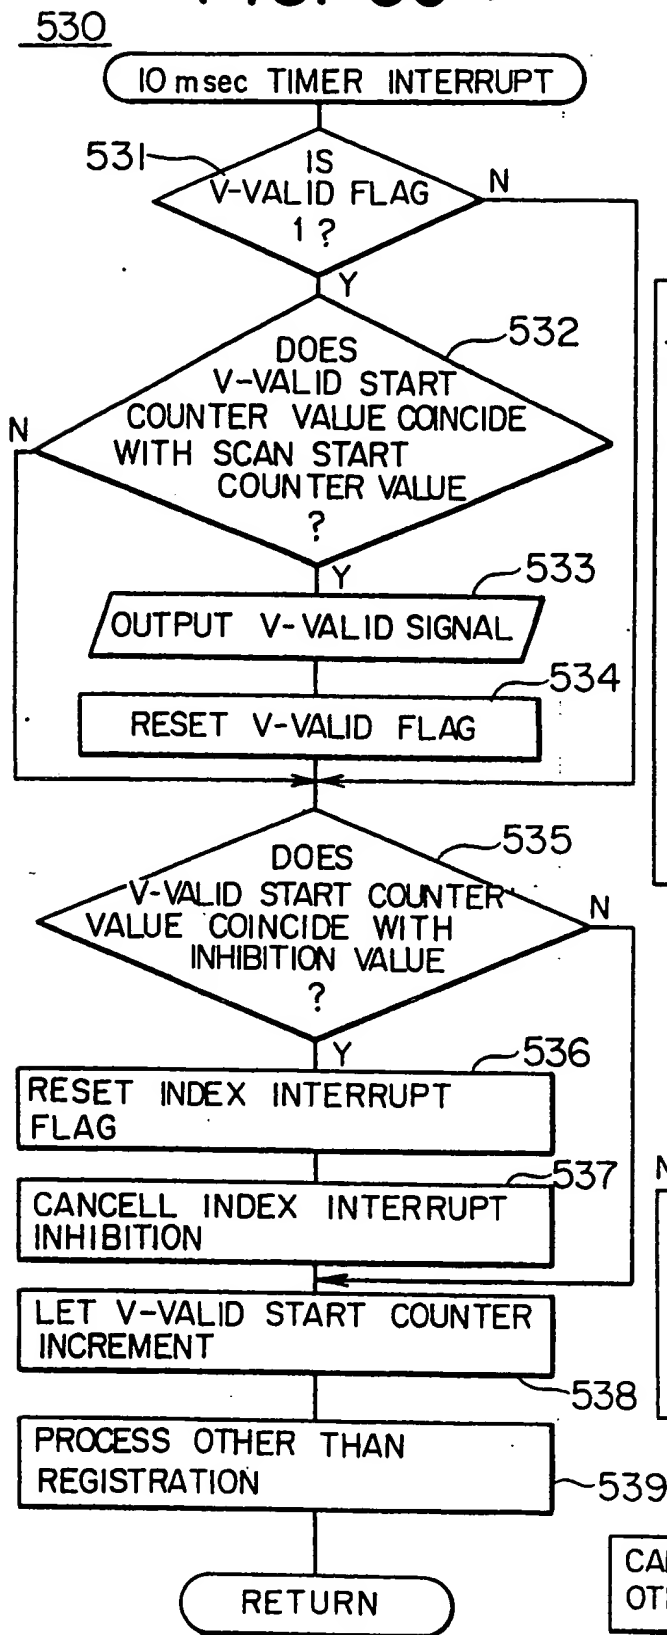 530
10 msec TIMER INTERRUPT
531
IS
V-VALID FLAG
1 ?
N
Y
532
DOES
V-VALID START
COUNTER VALUE COINCIDE
WITH SCAN START
COUNTER VALUE
?
N
Y
533
OUTPUT V-VALID SIGNAL
534
RESET V-VALID FLAG
535
DOES
V-VALID START COUNTER
VALUE COINCIDE WITH
INHIBITION VALUE
?
N
Y
536
RESET INDEX INTERRUPT
FLAG
537
CANCELL INDEX INTERRUPT
INHIBITION
N
LET V-VALID START COUNTER
INCREMENT
538
PROCESS OTHER THAN
REGISTRATION
539
RETURN